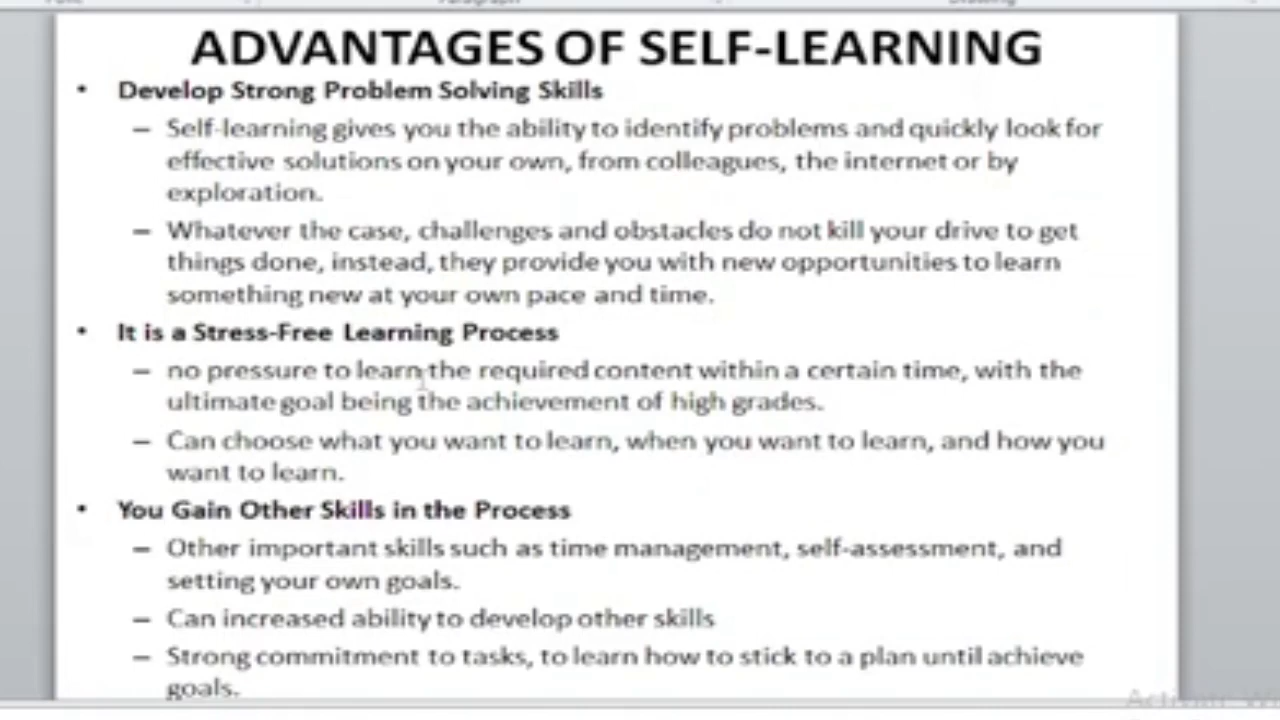 ADVANTAGES OF SELF-LEARNING
• Develop Strong Problem Solving Skills
– Self-learning gives you the ability to identify problems and quickly look for
effective solutions on your own, from colleagues, the internet or by
exploration.
– Whatever the case, challenges and obstacles do not kill your drive to get
things done, instead, they provide you with new opportunities to learn
something new at your own pace and time.
• It is a Stress-Free Learning Process
– no pressure to learn the required content within a certain time, with the
ultimate goal being the achievement of high grades.
– Can choose what you want to learn, when you want to learn, and how you
want to learn.
• You Gain Other Skills in the Process
– Other important skills such as time management, self-assessment, and
setting your own goals.
– Can increased ability to develop other skills
– Strong commitment to tasks, to learn how to stick to a plan until achieve
goals.